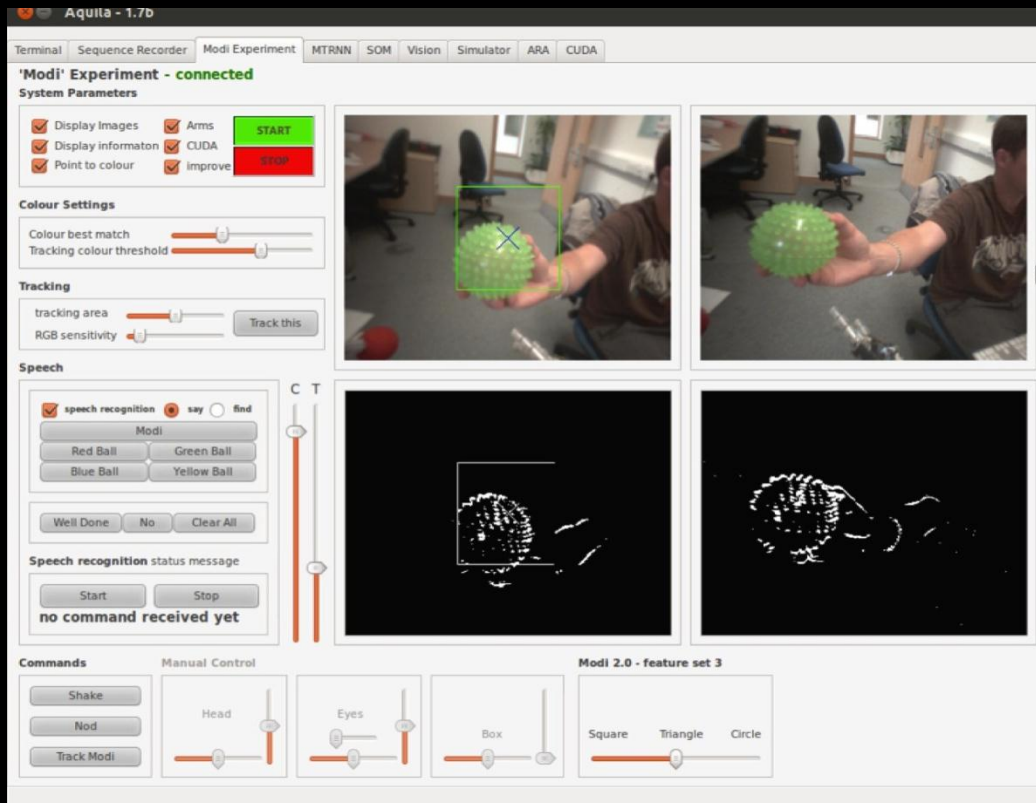 Aquila - 1.7b
Terminal Sequence Recorder Modi Experiment MTRNN SOM Vision Simulator ARA CUDA
'Modi' Experiment - connected
System Parameters
Display Images Arms START
Display informaton CUDA
Point to colour improve STOP
Colour Settings
Colour best match
Tracking colour threshold
Tracking
tracking area
RGB sensitivity Track this
Speech
C T
speech recognition say find
Modi
Red Ball Green Ball
Blue Ball Yellow Ball
Well Done No Clear All
Speech recognition status message
Start Stop
no command received yet
Commands Manual Control Modi 2.0 - feature set 3
Shake
Head Eyes
Nod
Box Square Triangle Circle
Track Modi